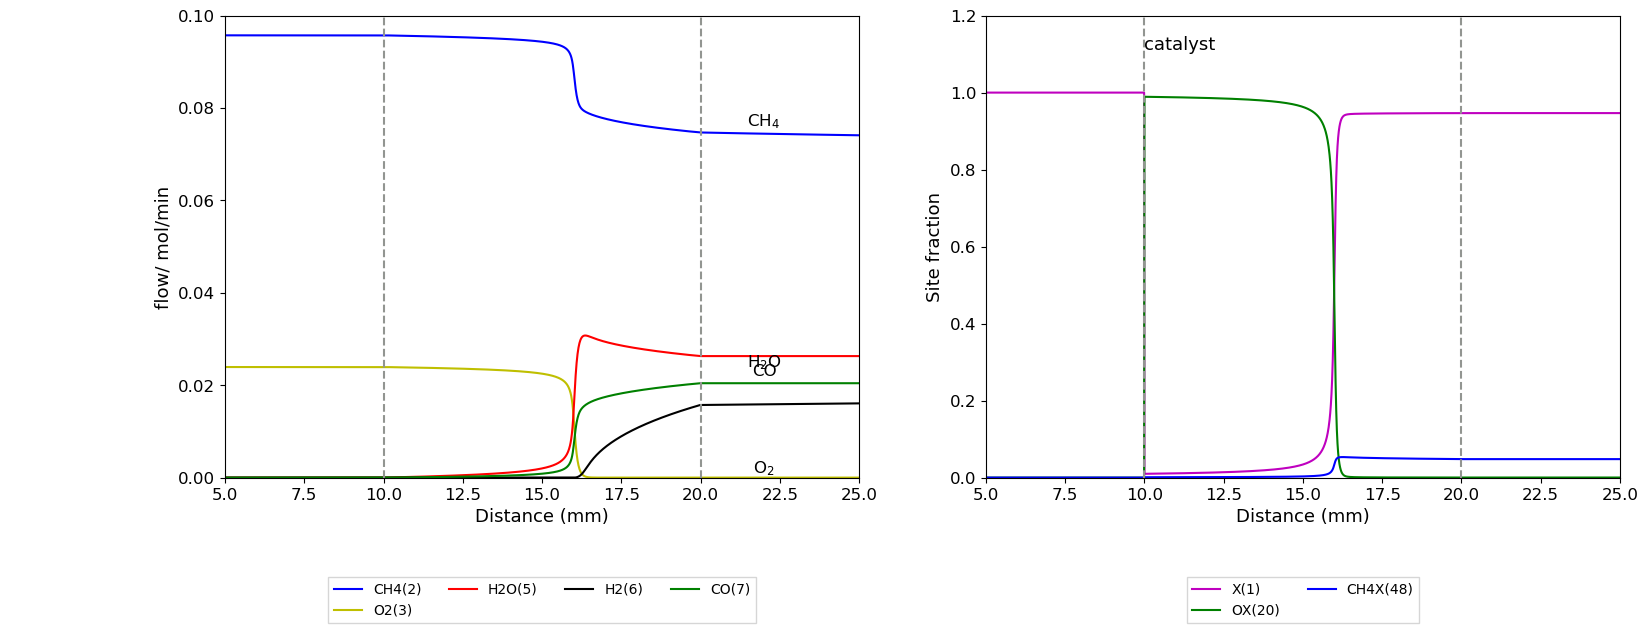 0.10
0.08
0.06
0.04
0.02
0.00
flow/ mol/min
CH₄
H₂O
CO
O₂
5.0 7.5 10.0 12.5 15.0 17.5 20.0 22.5 25.0
Distance (mm)
CH4(2) H2O(5) H2(6) CO(7)
O2(3)
1.2
1.0
0.8
0.6
0.4
0.2
0.0
Site fraction
catalyst
5.0 7.5 10.0 12.5 15.0 17.5 20.0 22.5 25.0
Distance (mm)
X(1) CH4X(48)
OX(20)